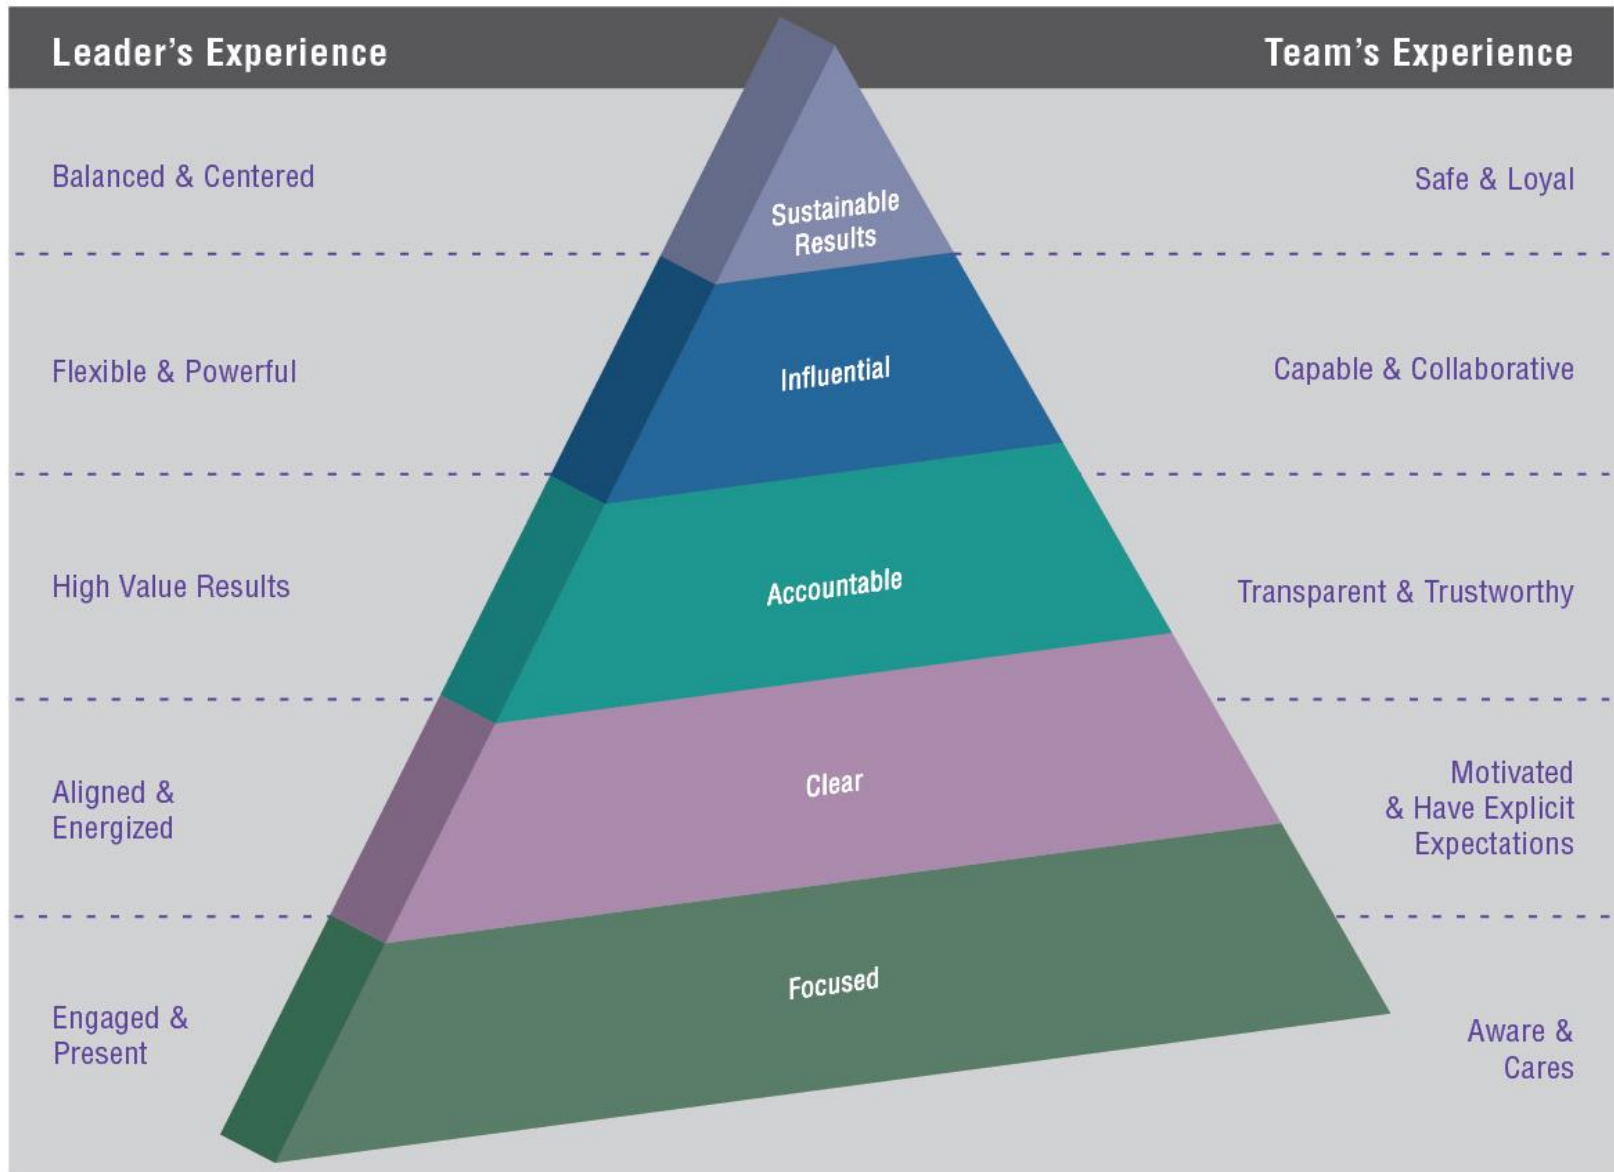 Leader's Experience
Team's Experience
Balanced & Centered
Sustainable
Results
Safe & Loyal
Flexible & Powerful
Influential
Capable & Collaborative
High Value Results
Accountable
Transparent & Trustworthy
Aligned &
Energized
Clear
Motivated
& Have Explicit
Expectations
Engaged &
Present
Focused
Aware &
Cares